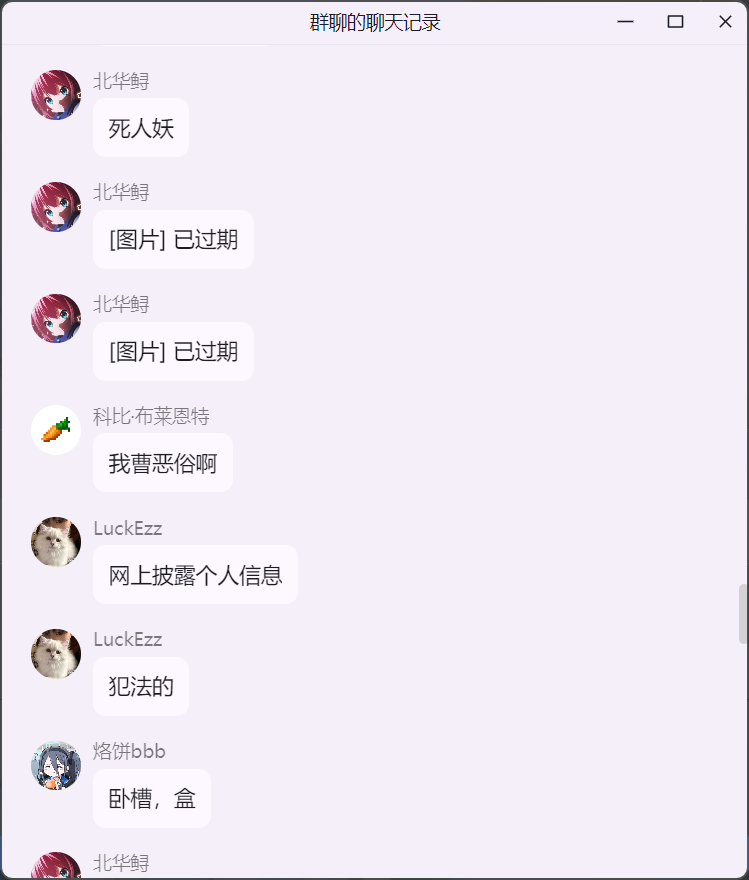 群聊的聊天记录
北华鲟
死人妖
北华鲟
[图片] 已过期
北华鲟
[图片] 已过期
科比·布莱恩特
我曹恶俗啊
LuckEzz
网上披露个人信息
LuckEzz
犯法的
烙饼bbb
卧槽，盒
北华鲟